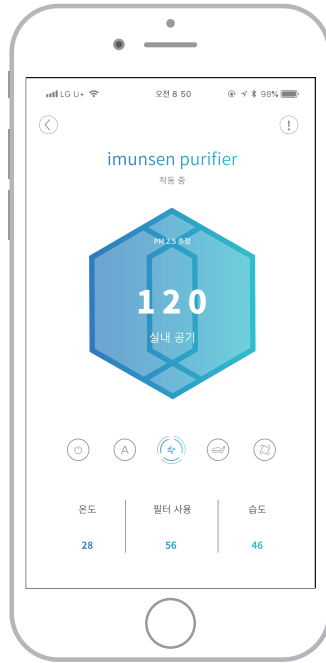 LG U+ 오전 8 50 98%
imunsen purifier
작동 중
PM 2.5 추정
120
실내 공기
A
온도 필터 사용 습도
28 56 46